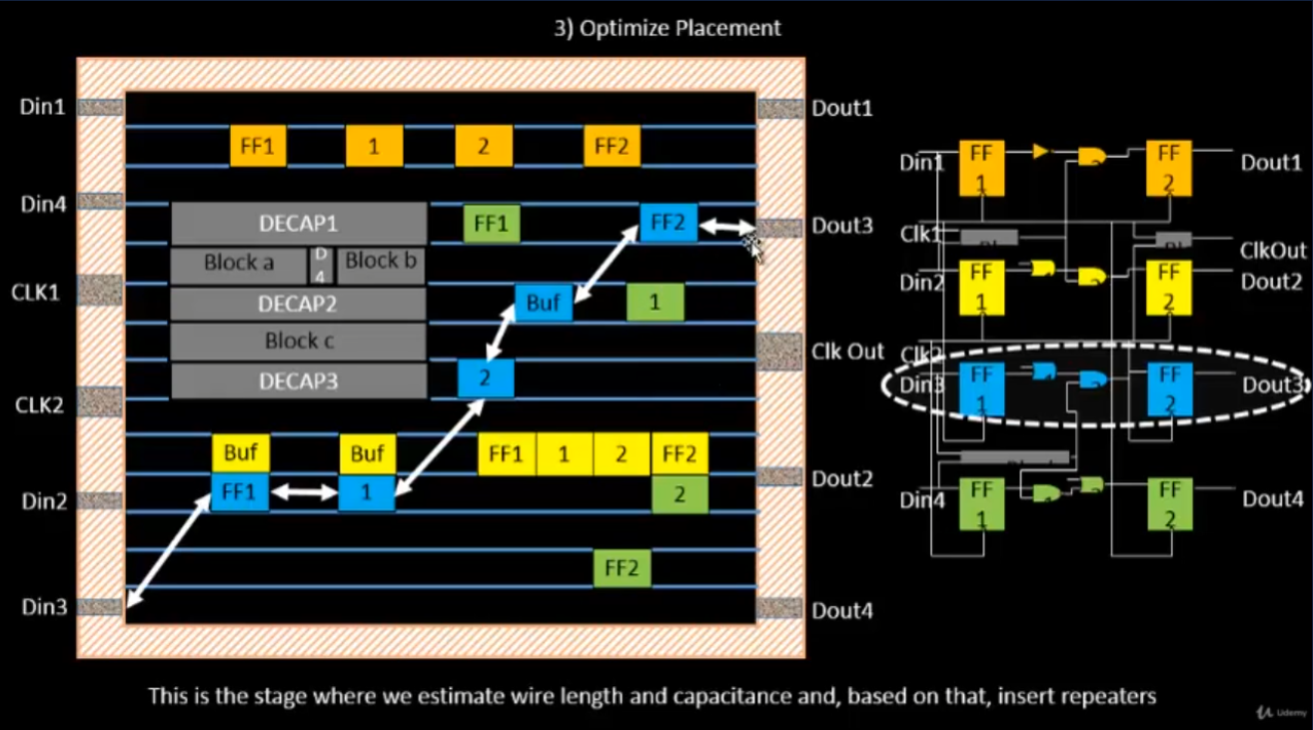 3) Optimize Placement
Din1
Dout1
FF1 1 2 FF2
Din4
DECAP1
FF1
FF2
Dout3
Block a
D
4
Block b
CLK1
DECAP2
Buf
1
Block c
Clk Out
DECAP3
2
CLK2
Buf
Buf
FF1 1 2 FF2
FF1
1
2
Din2
Dout2
FF2
Din3
Dout4
Din1
FF
1
FF
2
Dout1
Clk1
ClkOut
Din2
FF
1
FF
2
Dout2
Clk2
Din3
FF
1
FF
2
Dout3
Din4
FF
1
FF
2
Dout4
This is the stage where we estimate wire length and capacitance and, based on that, insert repeaters
Udemy